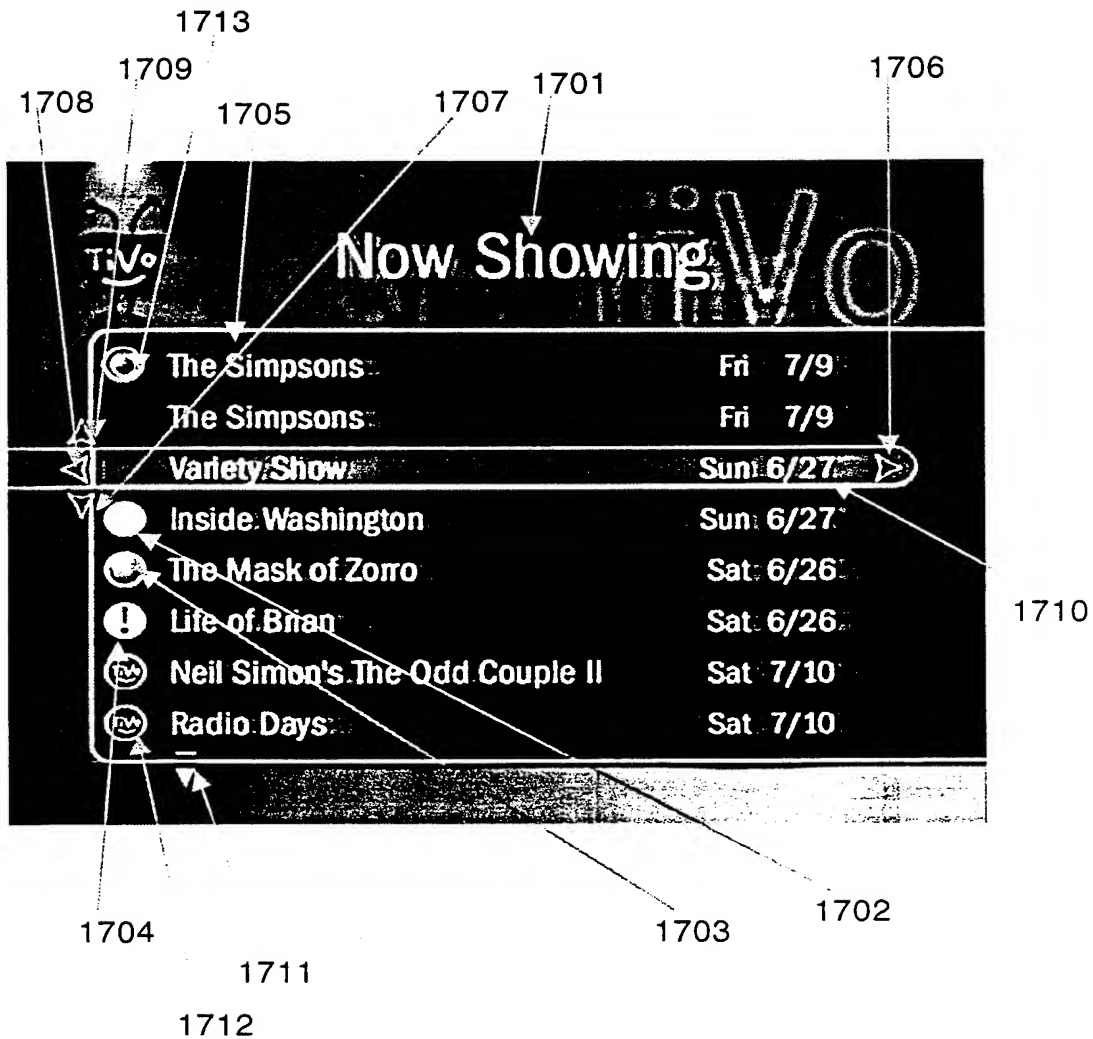 1713
1709
1708
1705
1707
1701
1706
TiVo
TiVo
Now Showing
The Simpsons Fri 7/9
The Simpsons Fri 7/9
Variety Show Sun 6/27
Inside Washington Sun 6/27
The Mask of Zorro Sat 6/26
! Life of Brian Sat 6/26
1710
TiVo Neil Simon's The Odd Couple II Sat 7/10
TiVo Radio Days Sat 7/10
1704
1703
1702
1711
1712